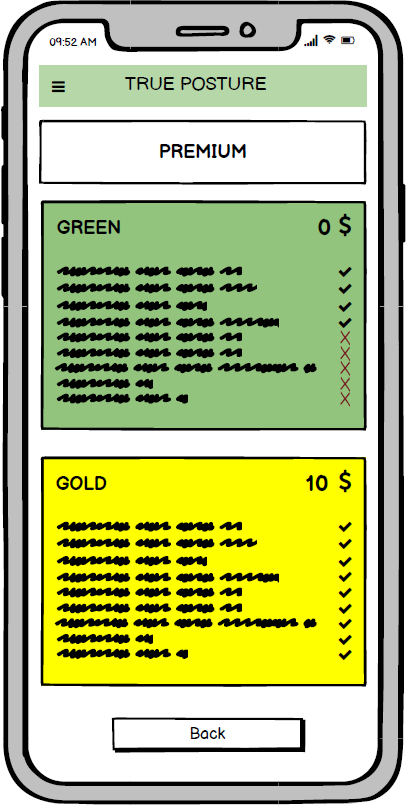 09:52 AM
TRUE POSTURE
PREMIUM
GREEN 0 $
GOLD 10 $
Back